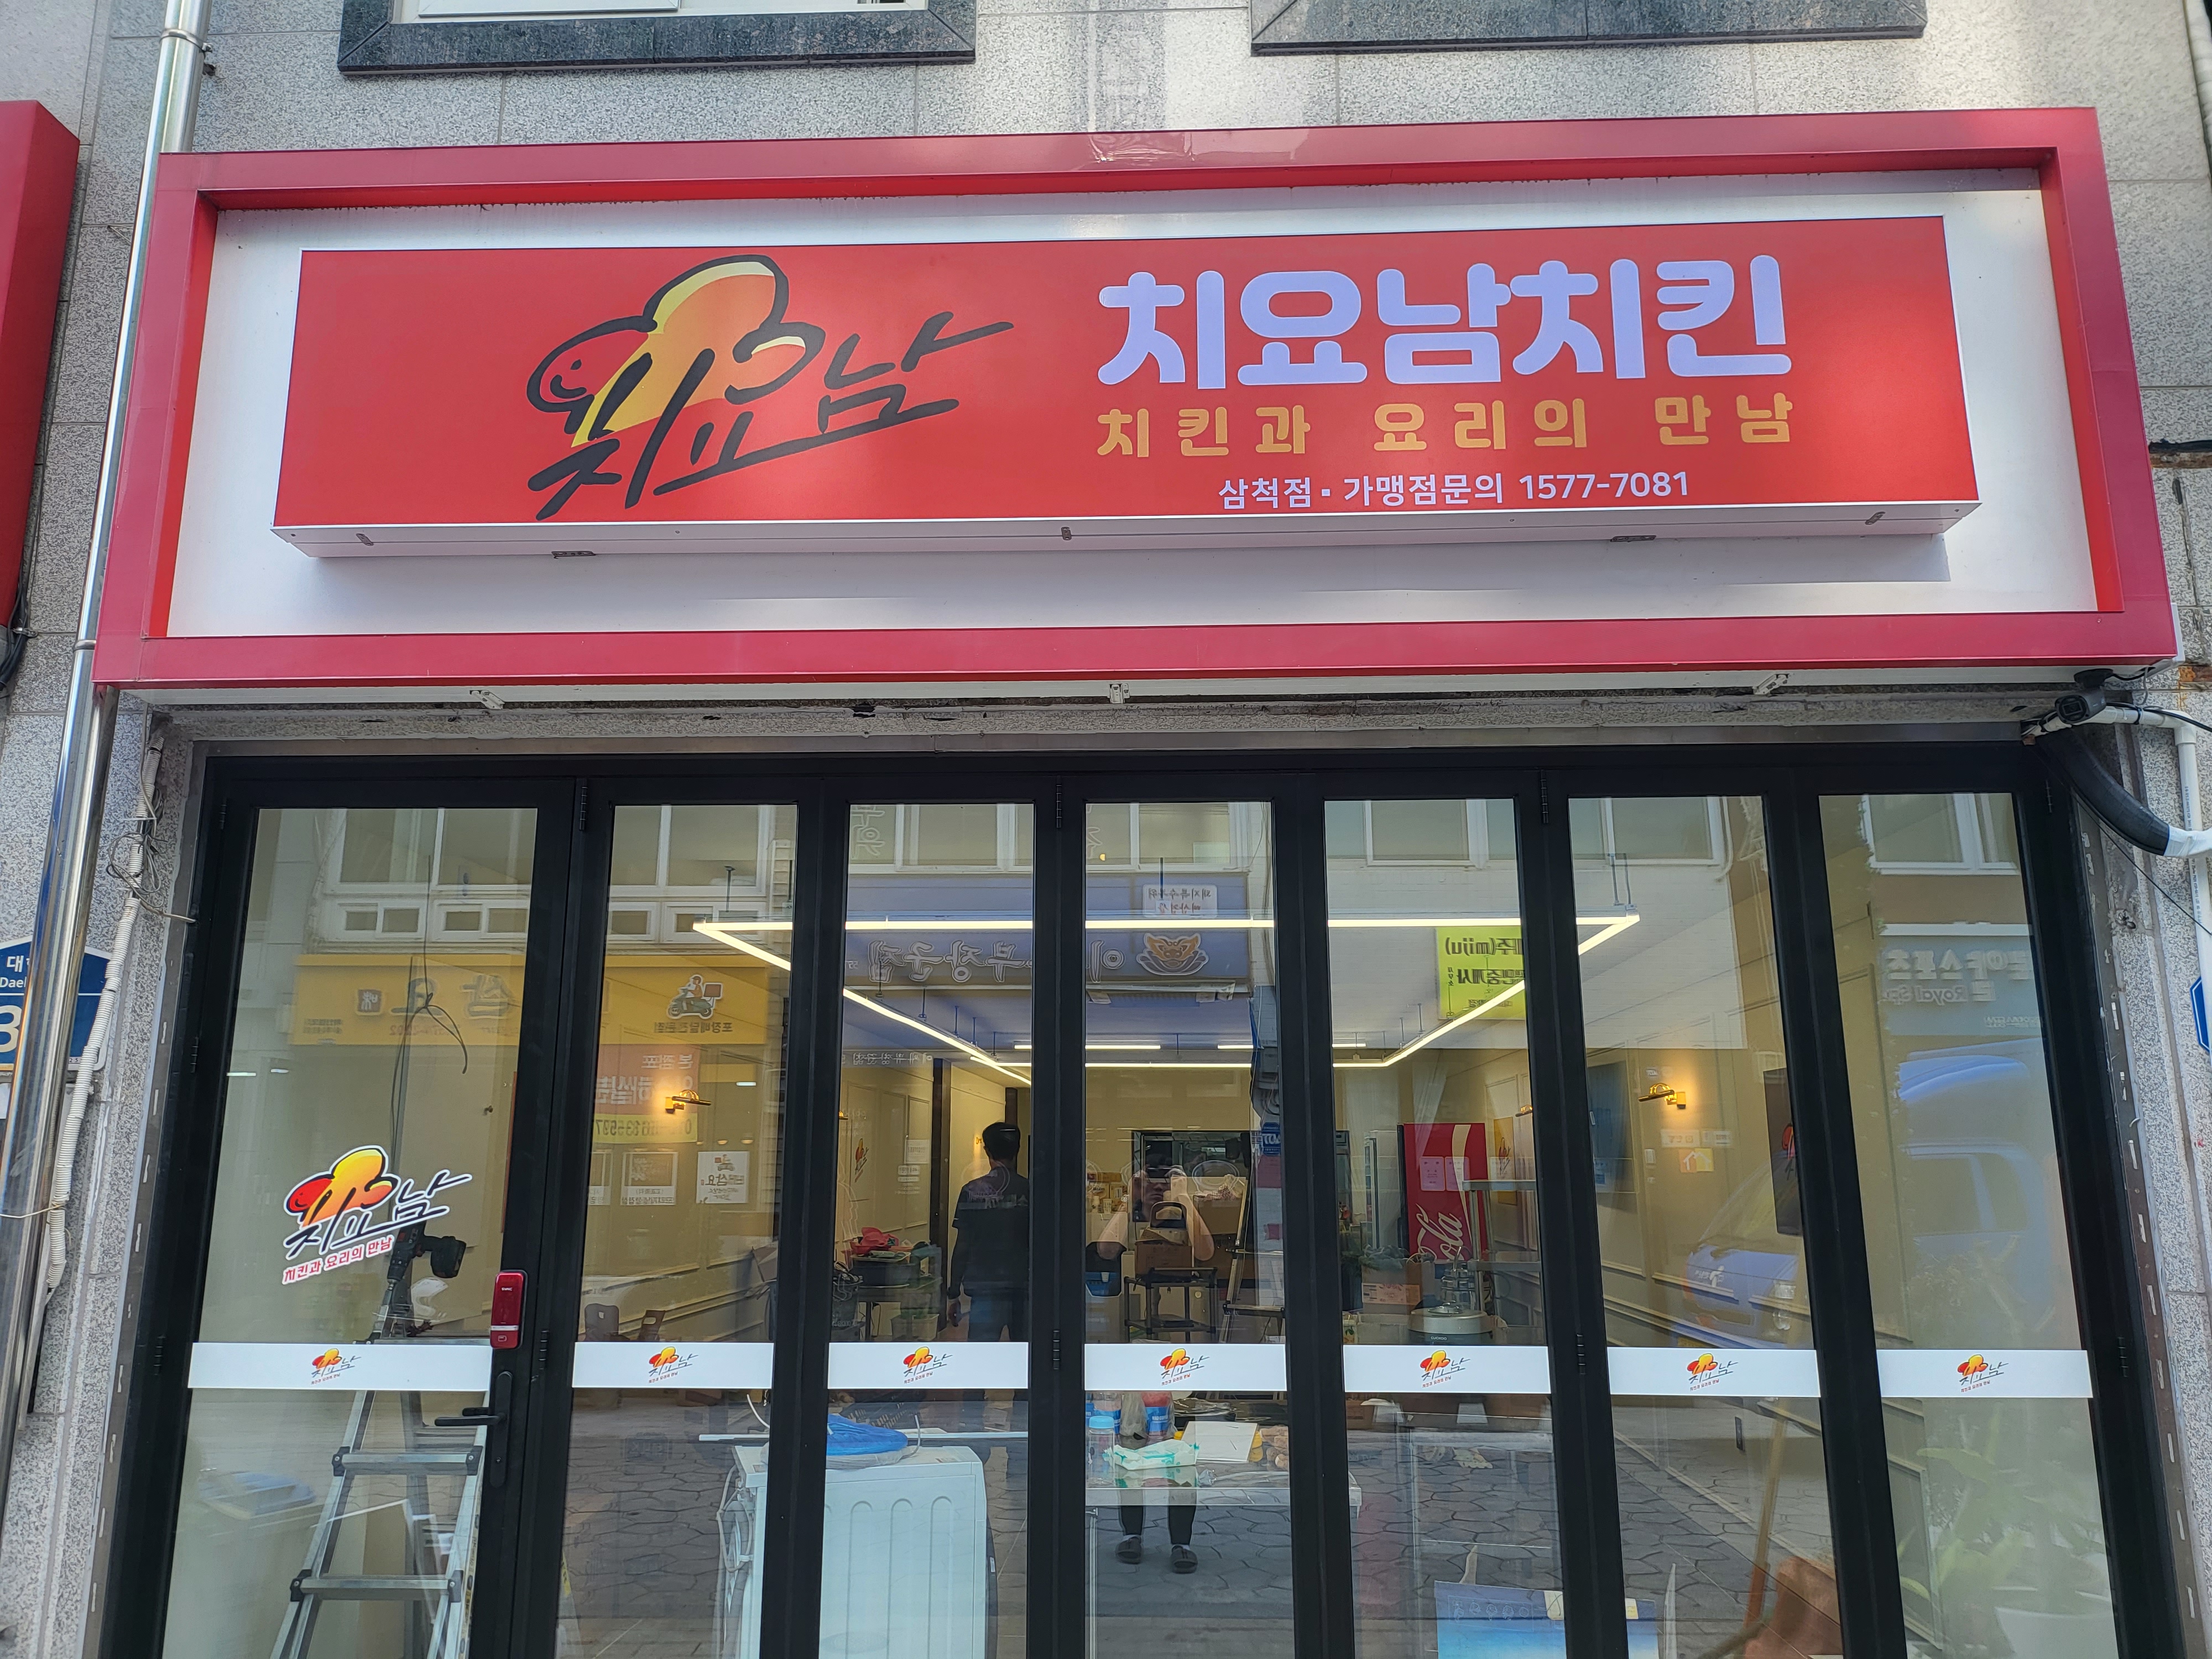 치요남
치요남치킨
치킨과 요리의 만남
삼척점 · 가맹점문의 1577-7081
치요남
치킨과 요리의 만남
Cola